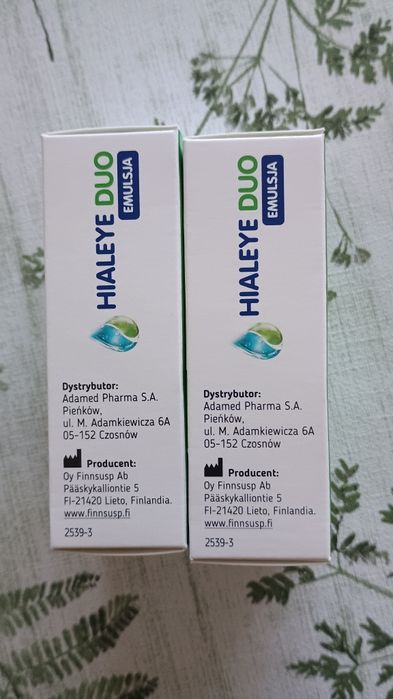 HIALEYE DUO
EMULSJA
Dystrybutor:
Adamed Pharma S.A.
Pieńków,
ul. M. Adamkiewicza 6A
05-152 Czosnów
Producent:
Oy Finnsusp Ab
Pääskykalliontie 5
FI-21420 Lieto, Finlandia.
www.finnsusp.fi
2539-3
HIALEYE DUO
EMULSJA
Dystrybutor:
Adamed Pharma S.A.
Pieńków,
ul. M. Adamkiewicza 6A
05-152 Czosnów
Producent:
Oy Finnsusp Ab
Pääskykalliontie 5
FI-21420 Lieto, Finlandia.
www.finnsusp.fi
2539-3